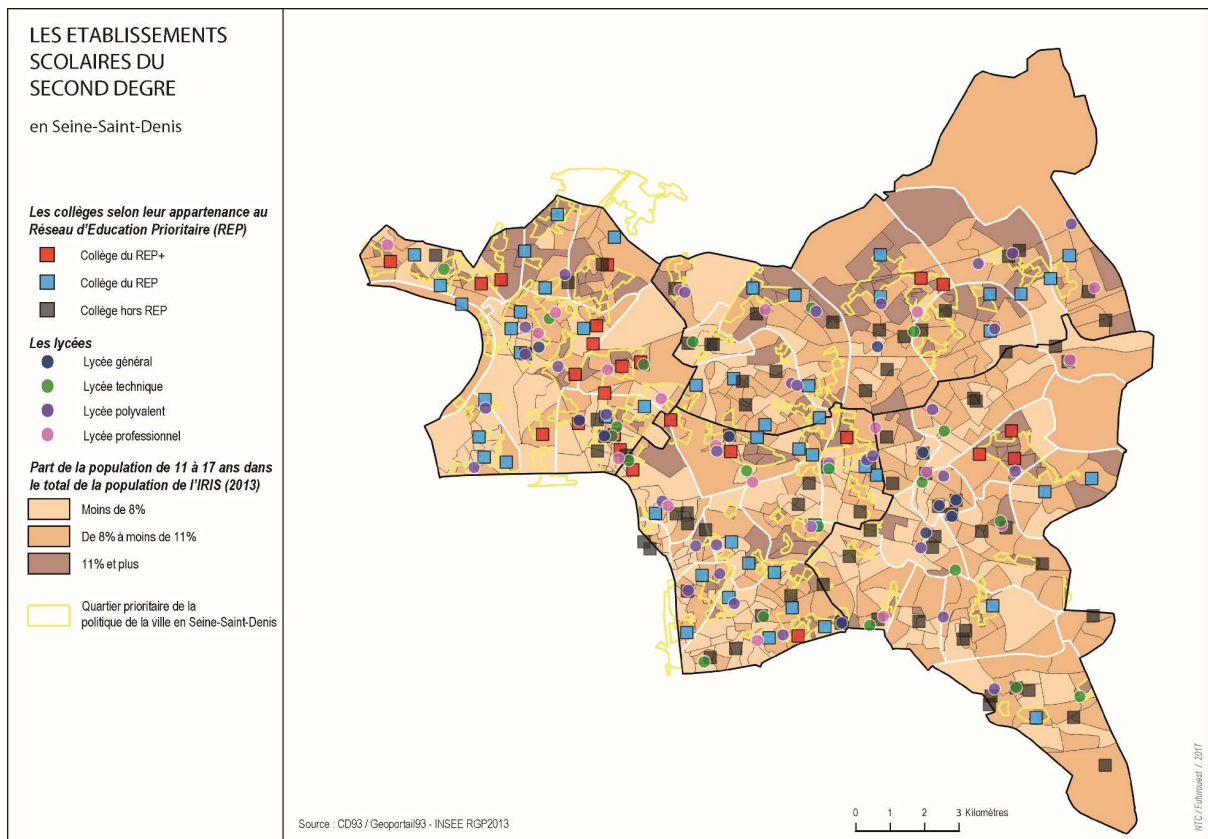 LES ETABLISSEMENTS
SCOLAIRES DU
SECOND DEGRE
en Seine-Saint-Denis
Les collèges selon leur appartenance au
Réseau d'Education Prioritaire (REP)
Collège du REP+
Collège du REP
Collège hors REP
Les lycées
Lycée général
Lycée technique
Lycée polyvalent
Lycée professionnel
Part de la population de 11 à 17 ans dans
le total de la population de l'IRIS (2013)
Moins de 8%
De 8% à moins de 11%
11% et plus
Quartier prioritaire de la
politique de la ville en Seine-Saint-Denis
Source : CD93 / Geoportail93 - INSEE RGP2013
0 1 2 3 Kilomètres
NTC / Futurouest / 2017